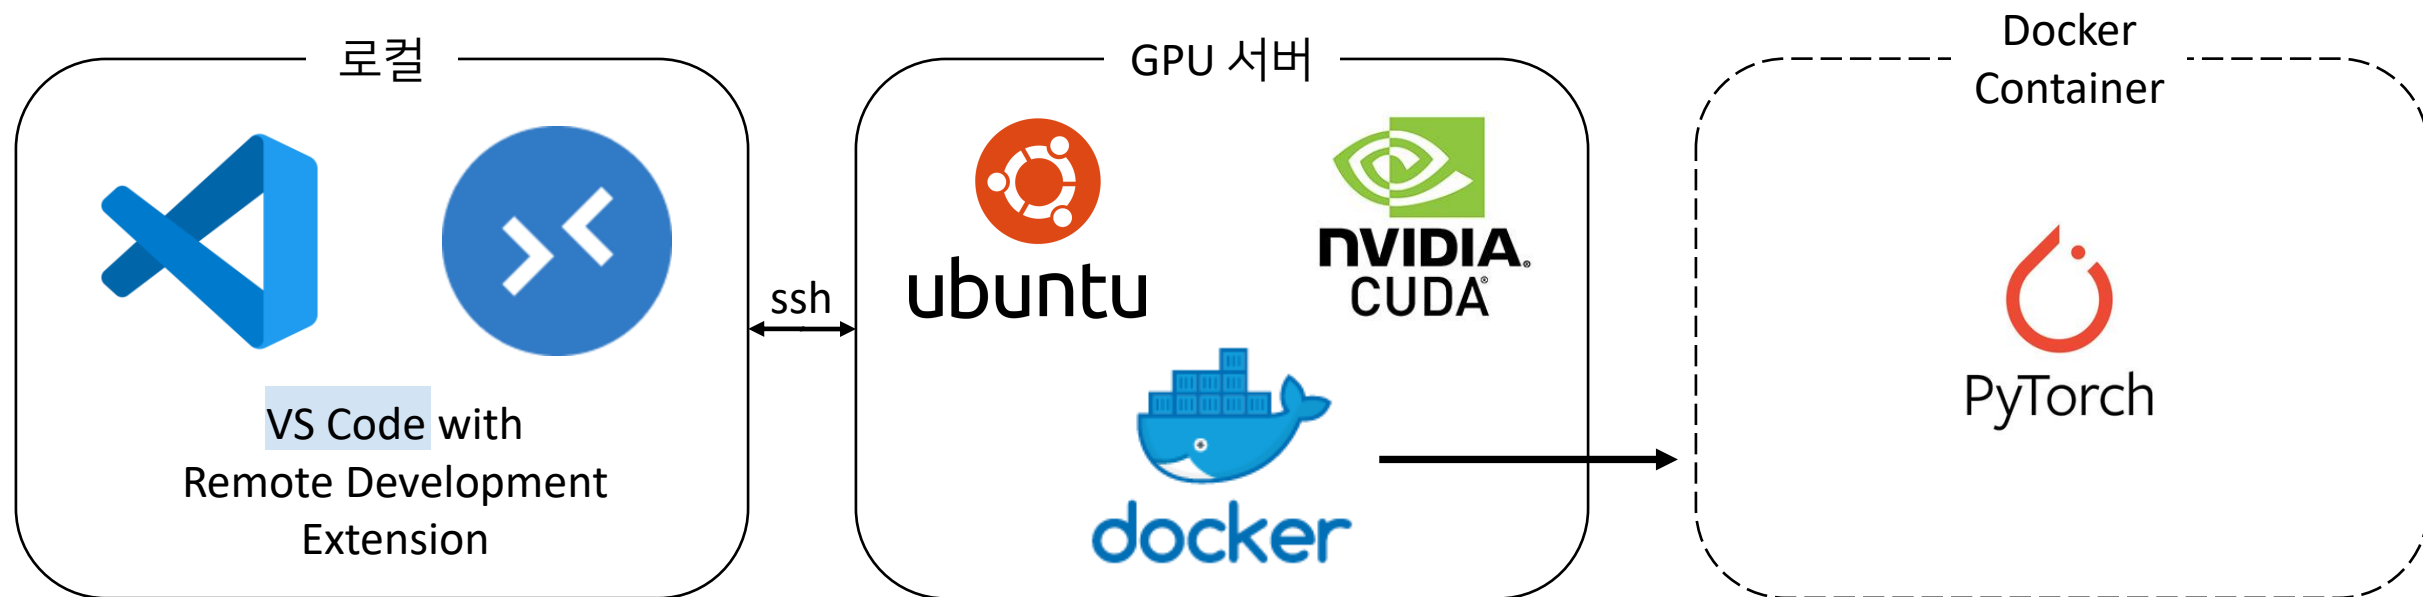 로컬
VS Code with
Remote Development
Extension
ssh
GPU 서버
ubuntu
NVIDIA®
CUDA®
docker
Docker
Container
PyTorch